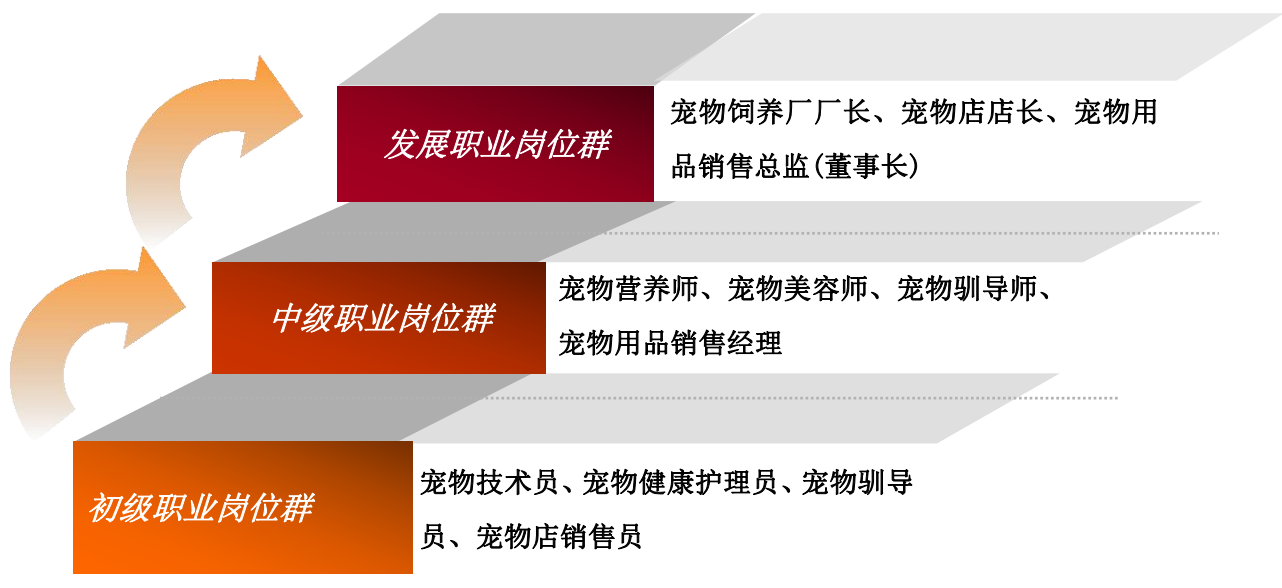 发展职业岗位群
宠物饲养厂厂长、宠物店店长、宠物用
品销售总监(董事长)
中级职业岗位群
宠物营养师、宠物美容师、宠物驯导师、
宠物用品销售经理
初级职业岗位群
宠物技术员、宠物健康护理员、宠物驯导
员、宠物店销售员